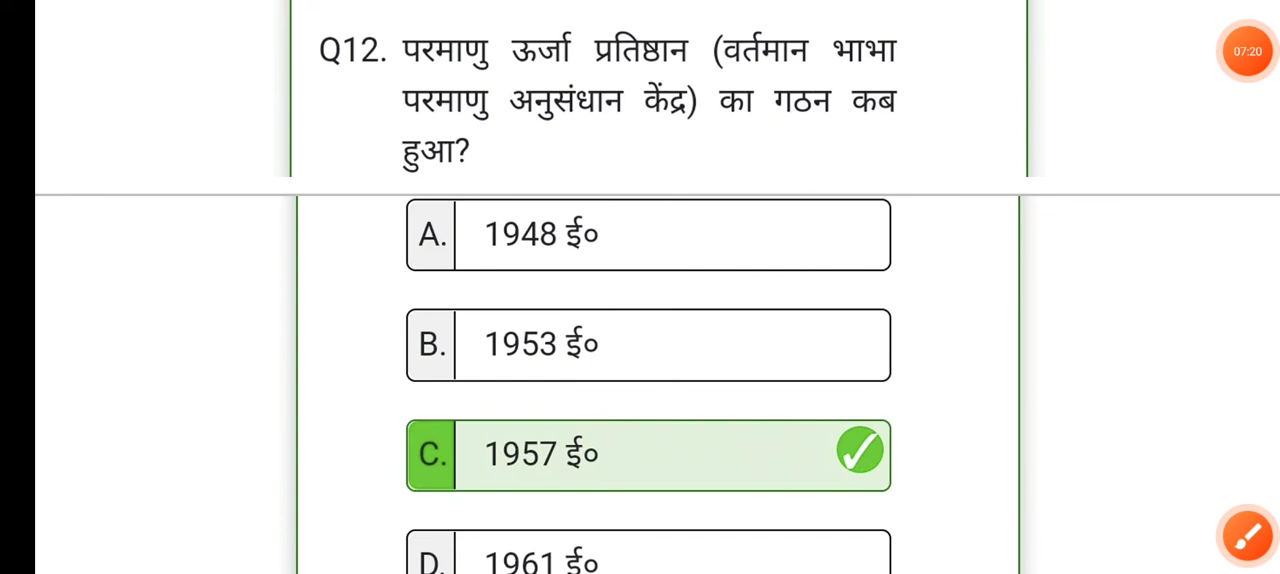 Q12. परमाणु ऊर्जा प्रतिष्ठान (वर्तमान भाभा
परमाणु अनुसंधान केंद्र) का गठन कब
हुआ?
07:20
A. 1948 ई०
B. 1953 ई०
C. 1957 ई०
D. 1961 ई०